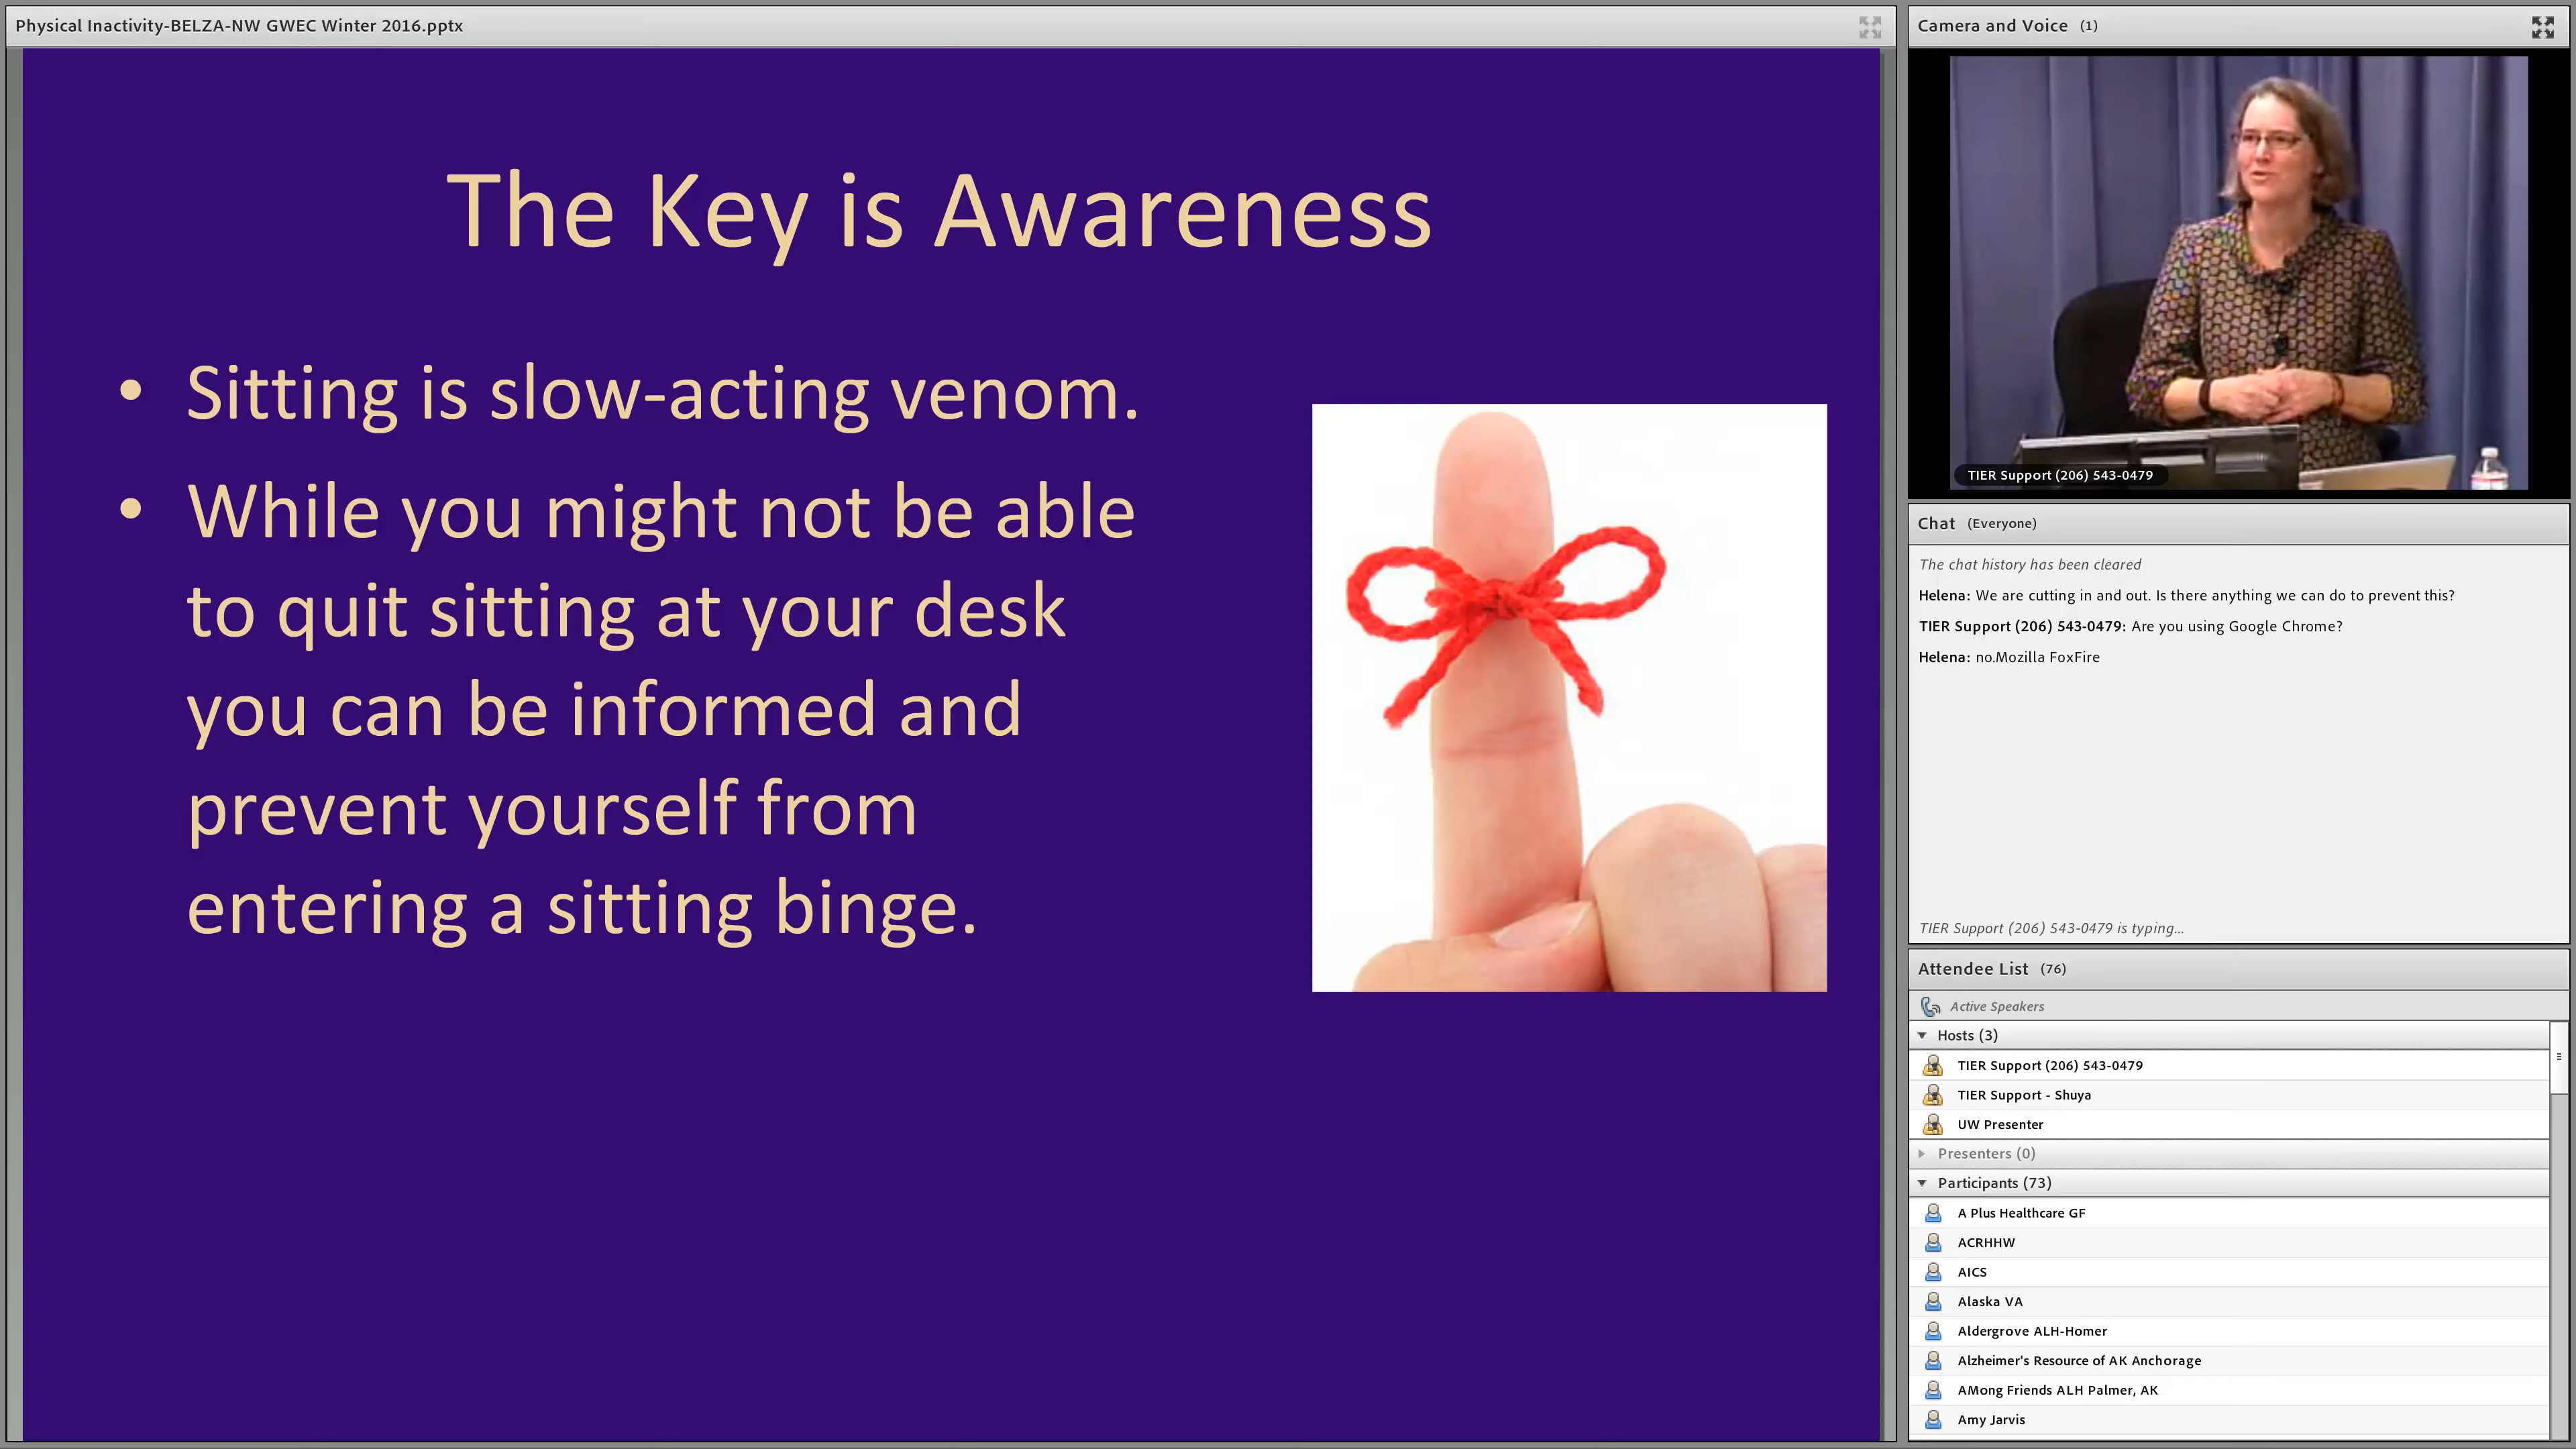 Physical Inactivity-BELZA-NW GWEC Winter 2016.pptx
The Key is Awareness
• Sitting is slow-acting venom.
• While you might not be able
to quit sitting at your desk
you can be informed and
prevent yourself from
entering a sitting binge.
Camera and Voice (1)
TIER Support (206) 543-0479
Chat (Everyone)
The chat history has been cleared
Helena: We are cutting in and out. Is there anything we can do to prevent this?
TIER Support (206) 543-0479: Are you using Google Chrome?
Helena: no.Mozilla FoxFire
TIER Support (206) 543-0479 is typing...
Attendee List (76)
Active Speakers
Hosts (3)
TIER Support (206) 543-0479
TIER Support - Shuya
UW Presenter
Presenters (0)
Participants (73)
A Plus Healthcare GF
ACRHHW
AICS
Alaska VA
Aldergrove ALH-Homer
Alzheimer's Resource of AK Anchorage
AMong Friends ALH Palmer, AK
Amy Jarvis